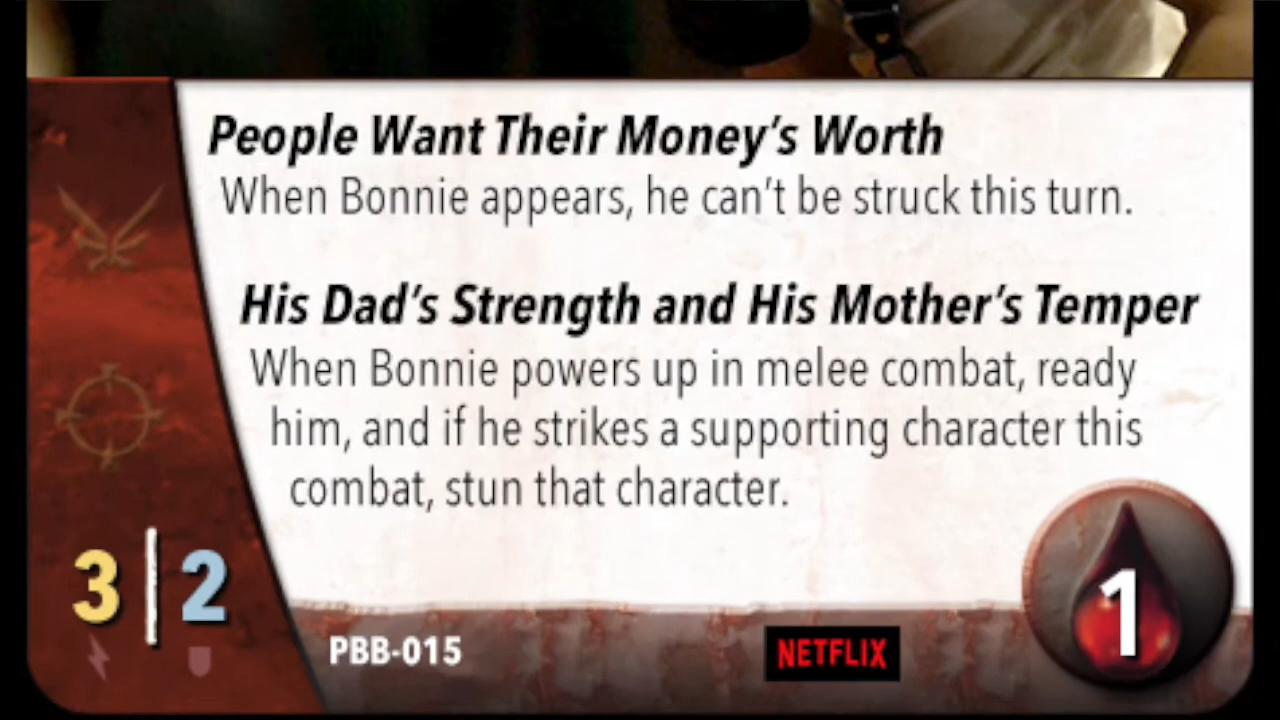 People Want Their Money's Worth
When Bonnie appears, he can't be struck this turn.
His Dad's Strength and His Mother's Temper
When Bonnie powers up in melee combat, ready
him, and if he strikes a supporting character this
combat, stun that character.
3 | 2
1
PBB-015
NETFLIX